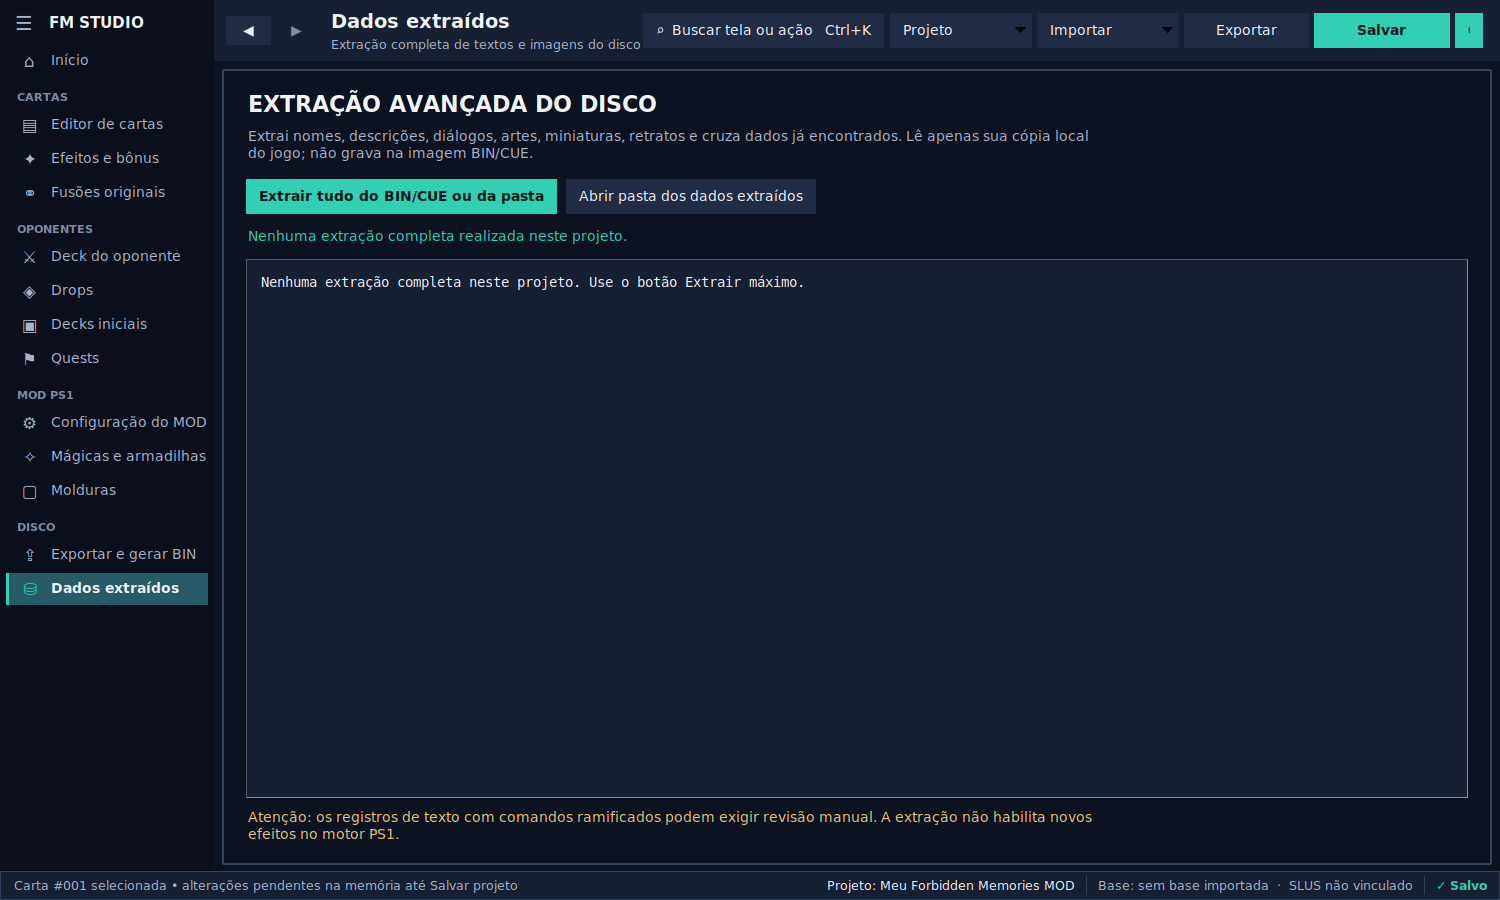 ☰ FM STUDIO
⌂ Início
CARTAS
▤ Editor de cartas
✦ Efeitos e bônus
⚭ Fusões originais
OPONENTES
⚔ Deck do oponente
◈ Drops
▣ Decks iniciais
⚑ Quests
MOD PS1
⚙ Configuração do MOD
✧ Mágicas e armadilhas
▢ Molduras
DISCO
⇪ Exportar e gerar BIN
⛁ Dados extraídos
◀ ▶
Dados extraídos
Extração completa de textos e imagens do disco
⌕ Buscar tela ou ação Ctrl+K
Projeto
Importar
Exportar
Salvar
EXTRAÇÃO AVANÇADA DO DISCO
Extrai nomes, descrições, diálogos, artes, miniaturas, retratos e cruza dados já encontrados. Lê apenas sua cópia local
do jogo; não grava na imagem BIN/CUE.
Extrair tudo do BIN/CUE ou da pasta
Abrir pasta dos dados extraídos
Nenhuma extração completa realizada neste projeto.
Nenhuma extração completa neste projeto. Use o botão Extrair máximo.
Atenção: os registros de texto com comandos ramificados podem exigir revisão manual. A extração não habilita novos
efeitos no motor PS1.
Carta #001 selecionada • alterações pendentes na memória até Salvar projeto
Projeto: Meu Forbidden Memories MOD
Base: sem base importada · SLUS não vinculado
✓ Salvo